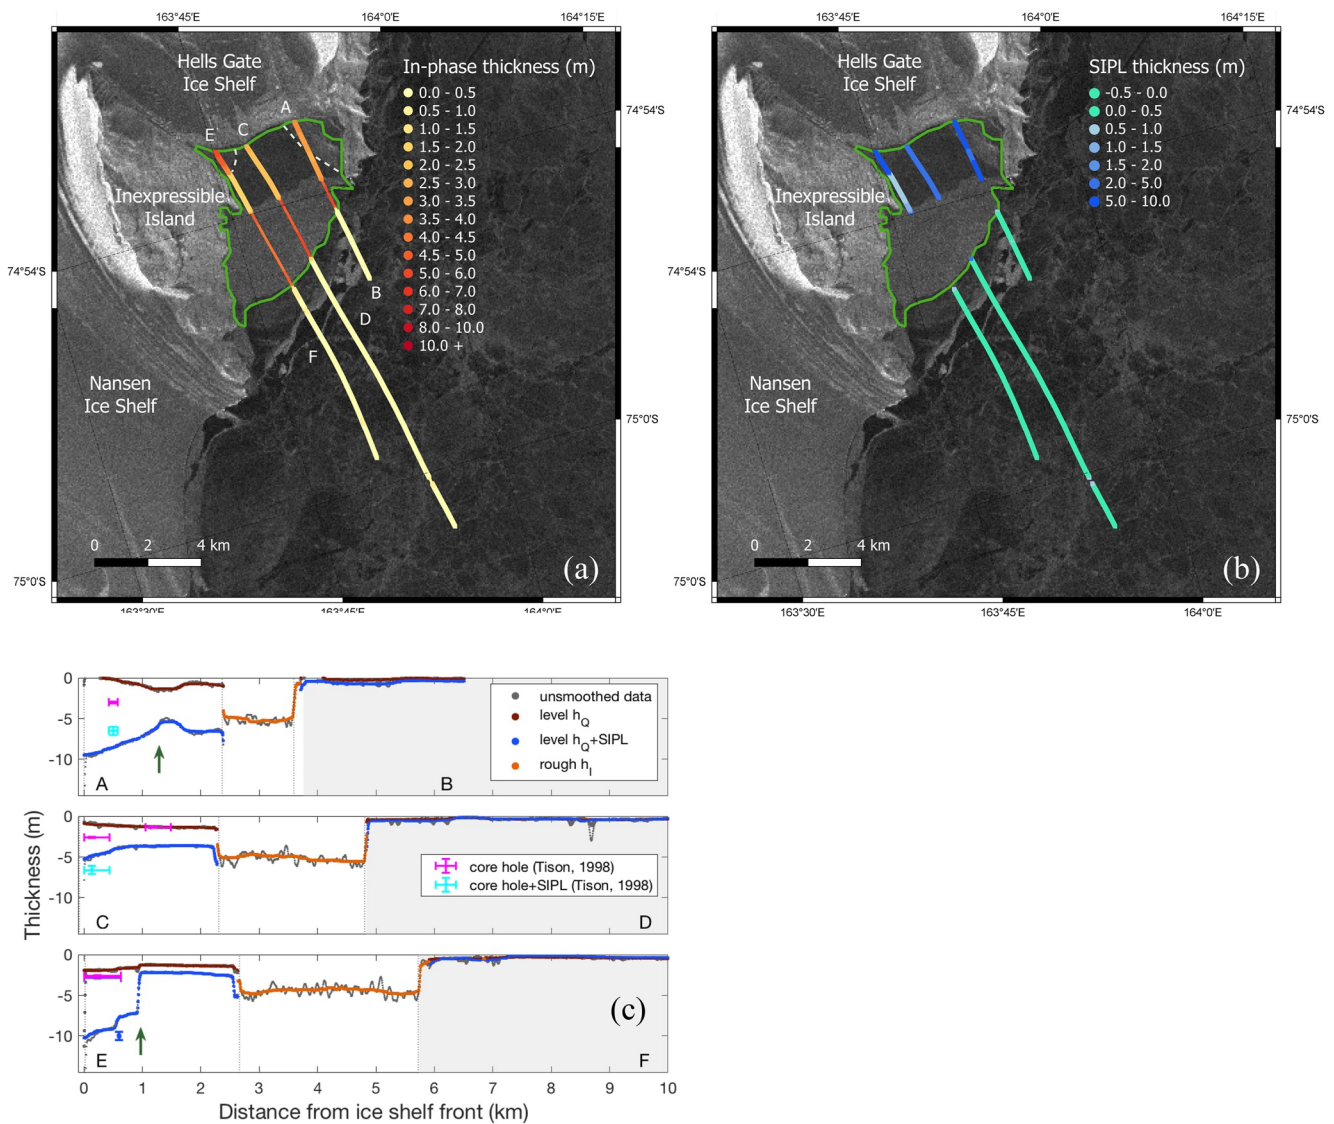 163°45'E 164°0'E 164°15'E
Hells Gate
Ice Shelf
In-phase thickness (m)
0.0 - 0.5
0.5 - 1.0
1.0 - 1.5
1.5 - 2.0
2.0 - 2.5
2.5 - 3.0
3.0 - 3.5
3.5 - 4.0
4.0 - 4.5
4.5 - 5.0
5.0 - 6.0
6.0 - 7.0
7.0 - 8.0
8.0 - 10.0
10.0 +
A
C
E
Inexpressible
Island
B
D
F
Nansen
Ice Shelf
74°54'S
74°54'S
75°0'S
75°0'S
0 2 4 km
(a)
163°30'E 163°45'E 164°0'E
163°45'E 164°0'E 164°15'E
Hells Gate
Ice Shelf
SIPL thickness (m)
-0.5 - 0.0
0.0 - 0.5
0.5 - 1.0
1.0 - 1.5
1.5 - 2.0
2.0 - 5.0
5.0 - 10.0
Inexpressible
Island
Nansen
Ice Shelf
74°54'S
74°54'S
75°0'S
75°0'S
0 2 4 km
(b)
163°30'E 163°45'E 164°0'E
Thickness (m)
0
-5
-10
A
B
unsmoothed data
level hQ
level hQ+SIPL
rough hI
0
-5
-10
C
D
core hole (Tison, 1998)
core hole+SIPL (Tison, 1998)
0
-5
-10
E
F
(c)
0 1 2 3 4 5 6 7 8 9 10
Distance from ice shelf front (km)